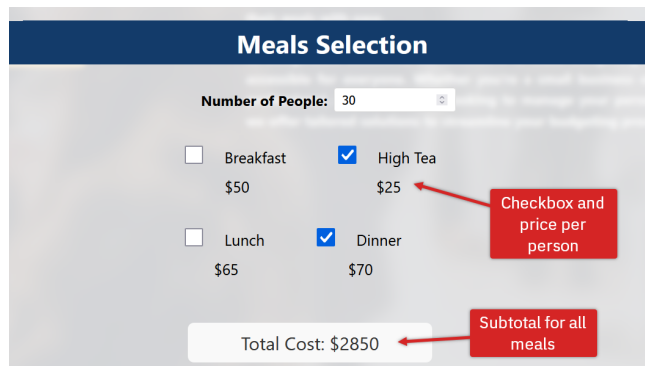 Meals Selection
Number of People: 30
Breakfast
High Tea
$50
$25
Checkbox and
price per
person
Lunch
Dinner
$65
$70
Subtotal for all
meals
Total Cost: $2850